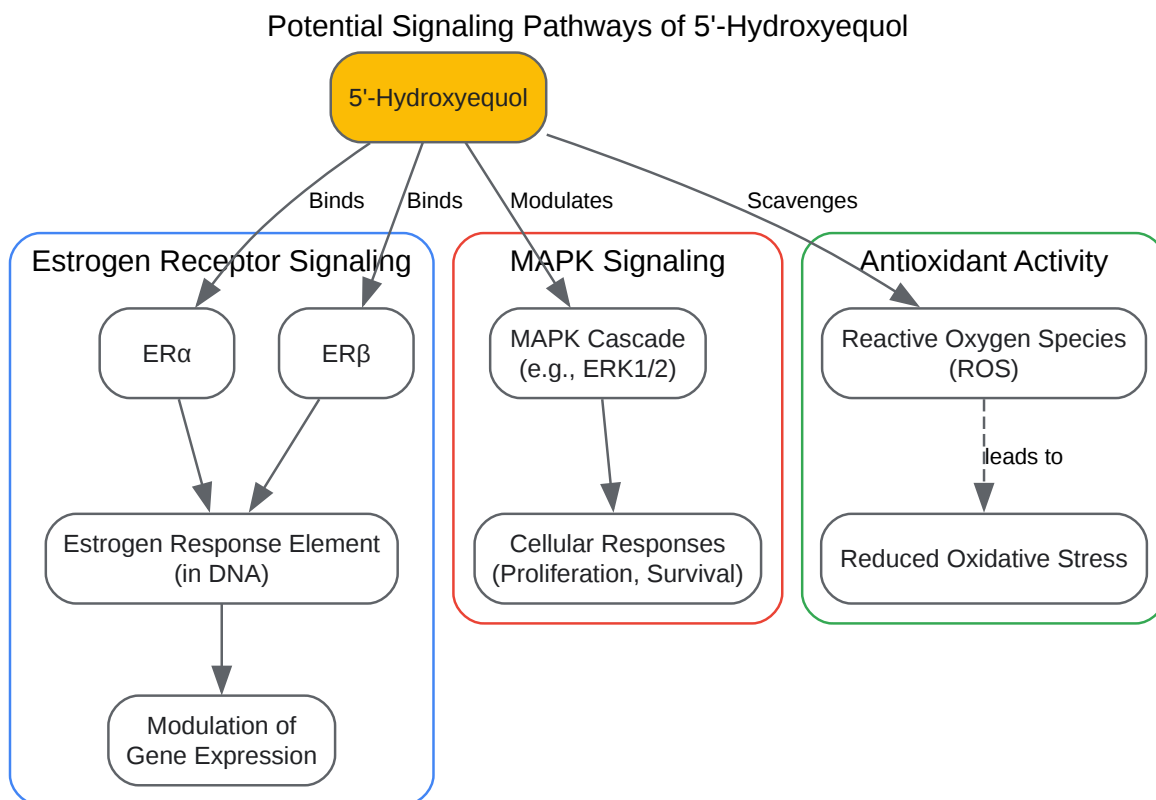 Potential Signaling Pathways of 5'-Hydroxyequol
5'-Hydroxyequol
Binds
Binds
Modulates
Scavenges
Estrogen Receptor Signaling
ERα
ERβ
Estrogen Response Element
(in DNA)
Modulation of
Gene Expression
MAPK Signaling
MAPK Cascade
(e.g., ERK1/2)
Cellular Responses
(Proliferation, Survival)
Antioxidant Activity
Reactive Oxygen Species
(ROS)
leads to
Reduced Oxidative Stress